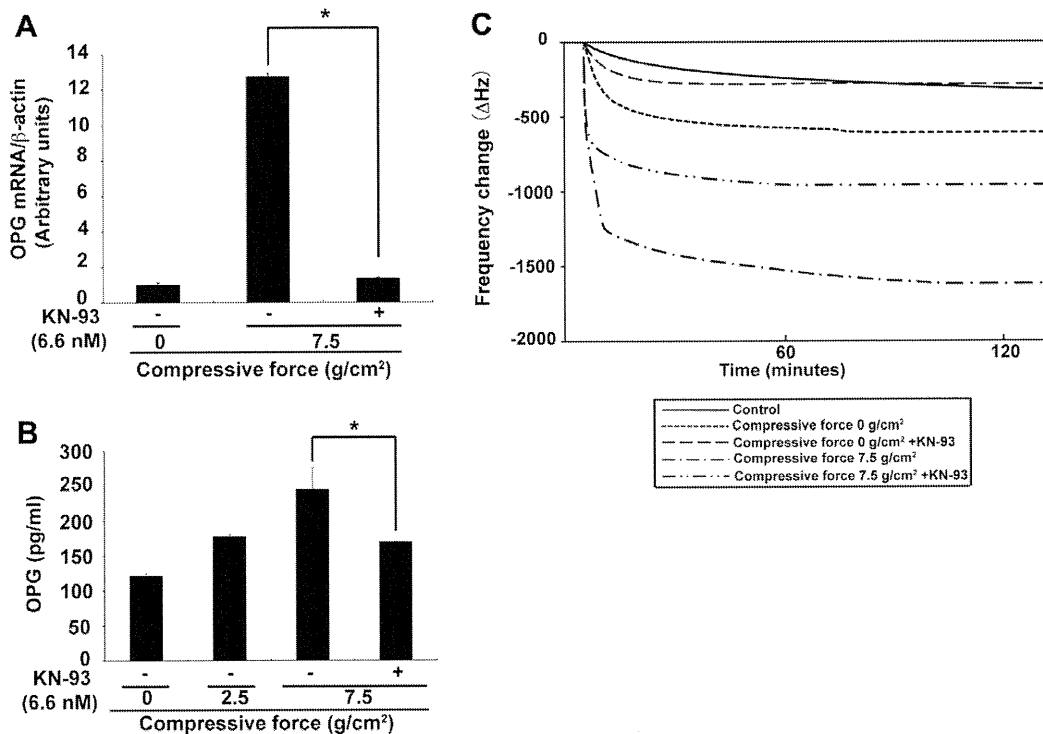 A
*
OPG mRNA/β-actin
(Arbitrary units)
14
12
10
8
6
4
2
0
KN-93 - - +
(6.6 nM) 0 7.5
Compressive force (g/cm²)
B
*
OPG (pg/ml)
300
250
200
150
100
50
0
KN-93 - - - +
(6.6 nM) 0 2.5 7.5
Compressive force (g/cm²)
C
Frequency change (ΔHz)
0
-500
-1000
-1500
-2000
60 120
Time (minutes)
Control
Compressive force 0 g/cm²
Compressive force 0 g/cm² +KN-93
Compressive force 7.5 g/cm²
Compressive force 7.5 g/cm² +KN-93